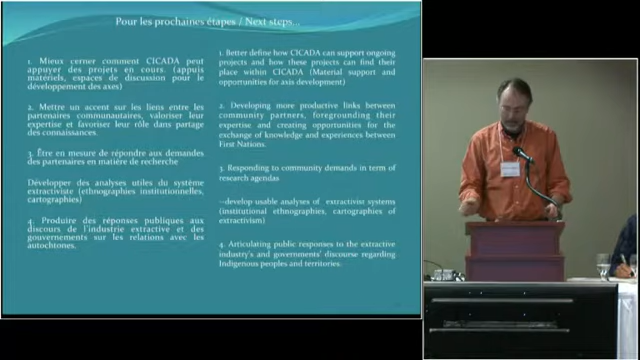 Pour les prochaines étapes / Next steps...
1. Mieux cerner comment CICADA peut
appuyer des projets en cours. (appuis
matériels, espaces de discussion pour le
développement des axes)
2. Mettre un accent sur les liens entre les
partenaires communautaires, valoriser leur
expertise et favoriser leur rôle dans partage
des connaissances.
3. Être en mesure de répondre aux demandes
des partenaires en matière de recherche
Développer des analyses utiles du système
extractiviste (ethnographies institutionnelles,
cartographies)
4. Produire des réponses publiques aux
discours de l'industrie extractive et des
gouvernements sur les relations avec les
autochtones.
1. Better define how CICADA can support ongoing
projects and how these projects can find their
place within CICADA (Material support and
opportunities for axis development)
2. Developing more productive links between
community partners, foregrounding their
expertise and creating opportunities for the
exchange of knowledge and experiences between
First Nations.
3. Responding to community demands in term of
research agendas
--develop usable analyses of extractivist systems
(institutional ethnographies, cartographies of
extractivism)
4. Articulating public responses to the extractive
industry's and governments' discourse regarding
Indigenous peoples and territories.